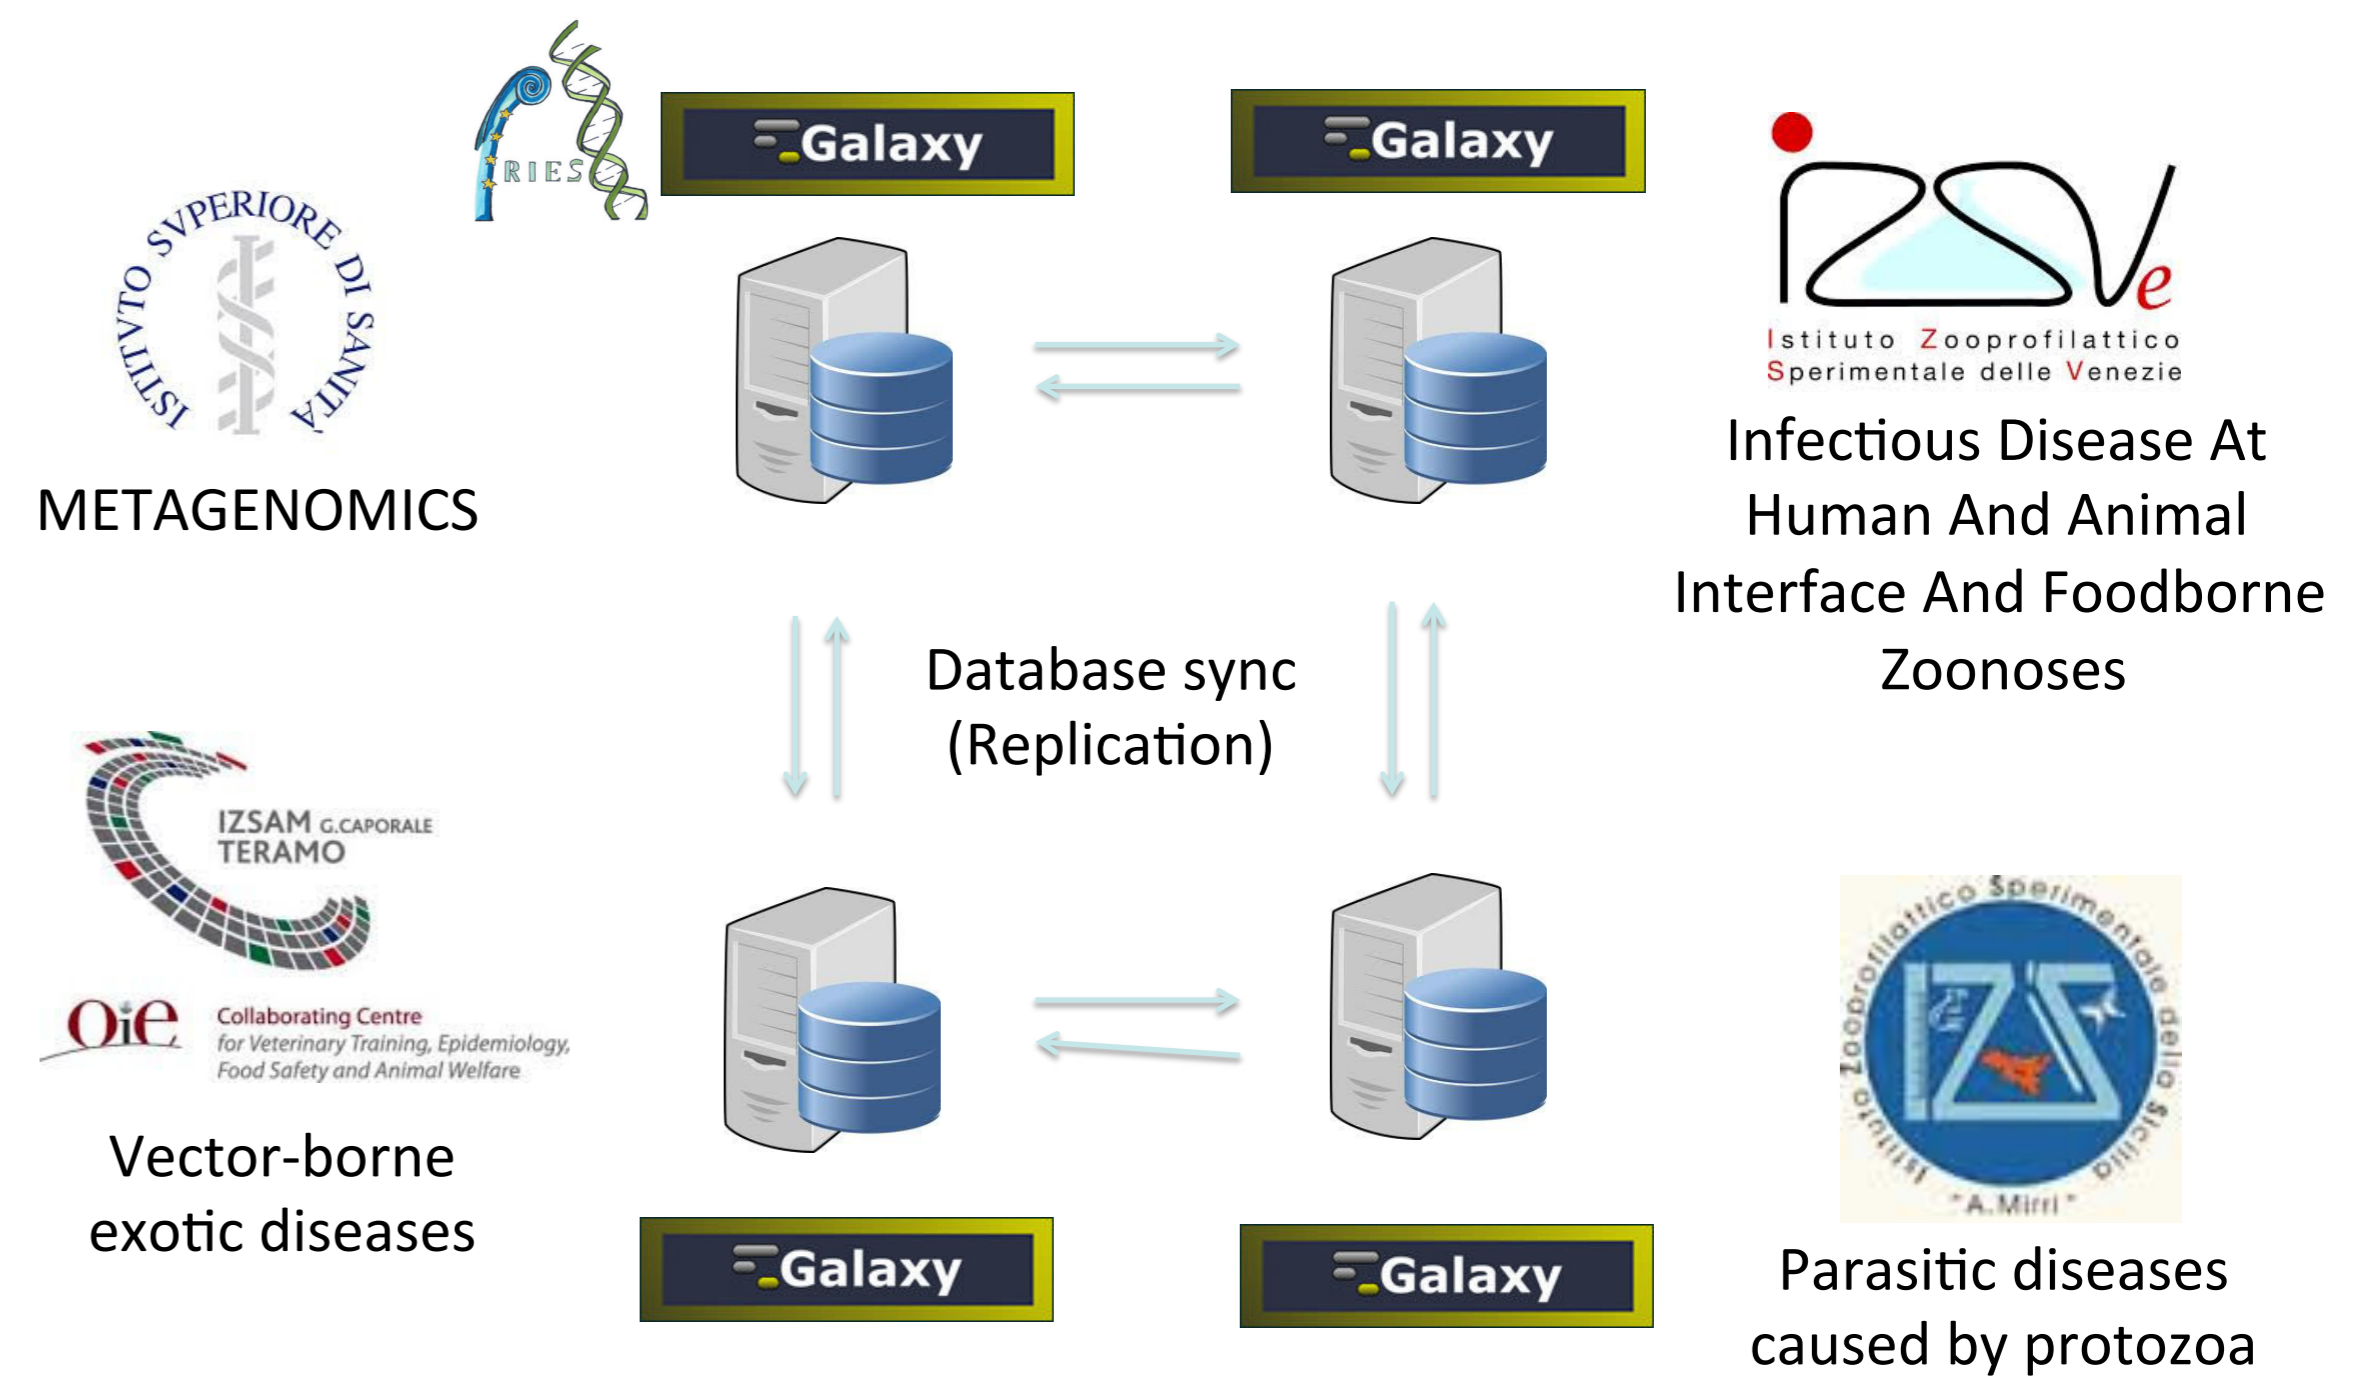 RIES
Galaxy
Galaxy
ISTITVTO SVPERIORE DI SANITÀ
METAGENOMICS
iZSVe
Istituto Zooprofilattico
Sperimentale delle Venezie
Infectious Disease At
Human And Animal
Interface And Foodborne
Zoonoses
Database sync
(Replication)
IZSAM G.CAPORALE
TERAMO
Oie
Collaborating Centre
for Veterinary Training, Epidemiology,
Food Safety and Animal Welfare
Vector-borne
exotic diseases
Galaxy
Galaxy
Istituto Zooprofilattico Sperimentale della Sicilia
IZS
"A.Mirri"
Parasitic diseases
caused by protozoa